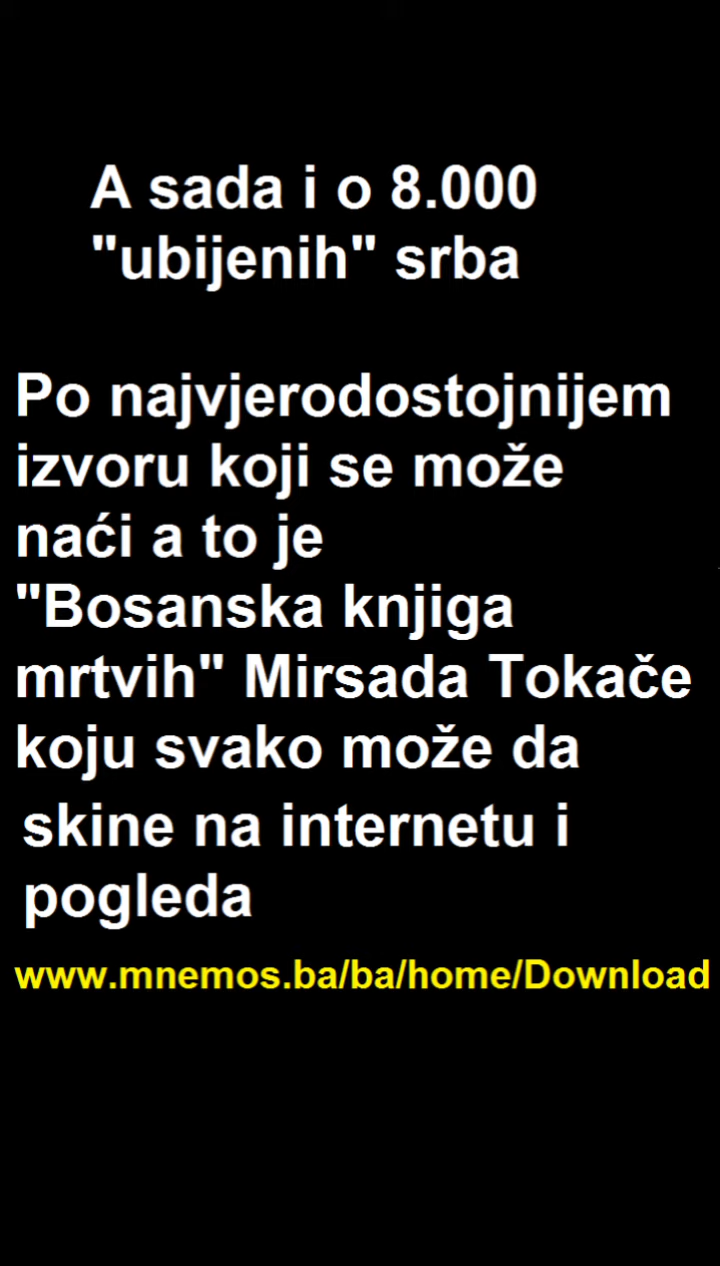 A sada i o 8.000
"ubijenih" srba
Po najvjerodostojnijem
izvoru koji se može
naći a to je
"Bosanska knjiga
mrtvih" Mirsada Tokače
koju svako može da
skine na internetu i
pogleda
www.mnemos.ba/ba/home/Download